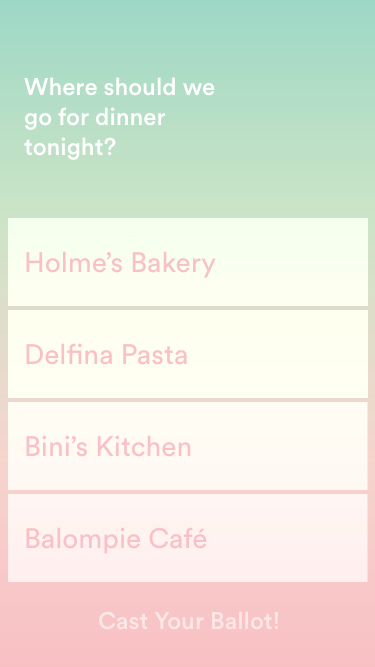 Where should we
go for dinner
tonight?
Holme’s Bakery
Delfina Pasta
Bini’s Kitchen
Balompie Café
Cast Your Ballot!